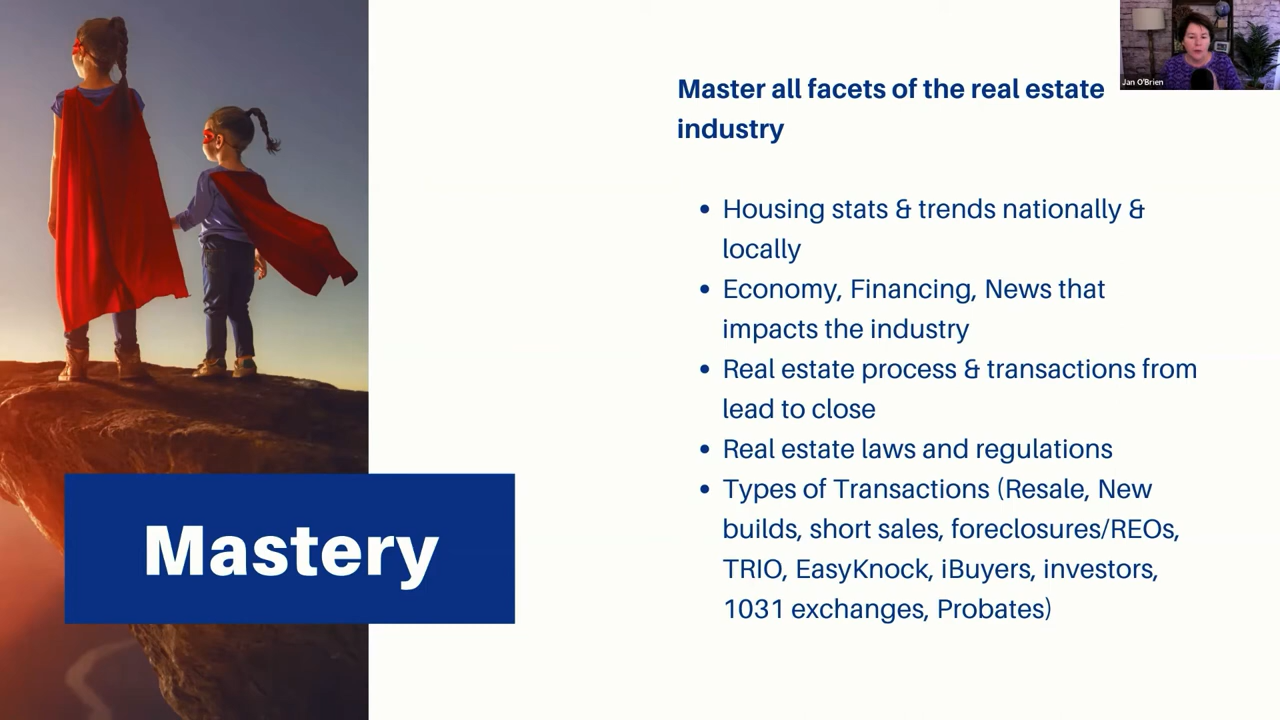 Jan O'Brien
Master all facets of the real estate
industry
• Housing stats & trends nationally &
locally
• Economy, Financing, News that
impacts the industry
• Real estate process & transactions from
lead to close
• Real estate laws and regulations
• Types of Transactions (Resale, New
builds, short sales, foreclosures/REOs,
TRIO, EasyKnock, iBuyers, investors,
1031 exchanges, Probates)
Mastery